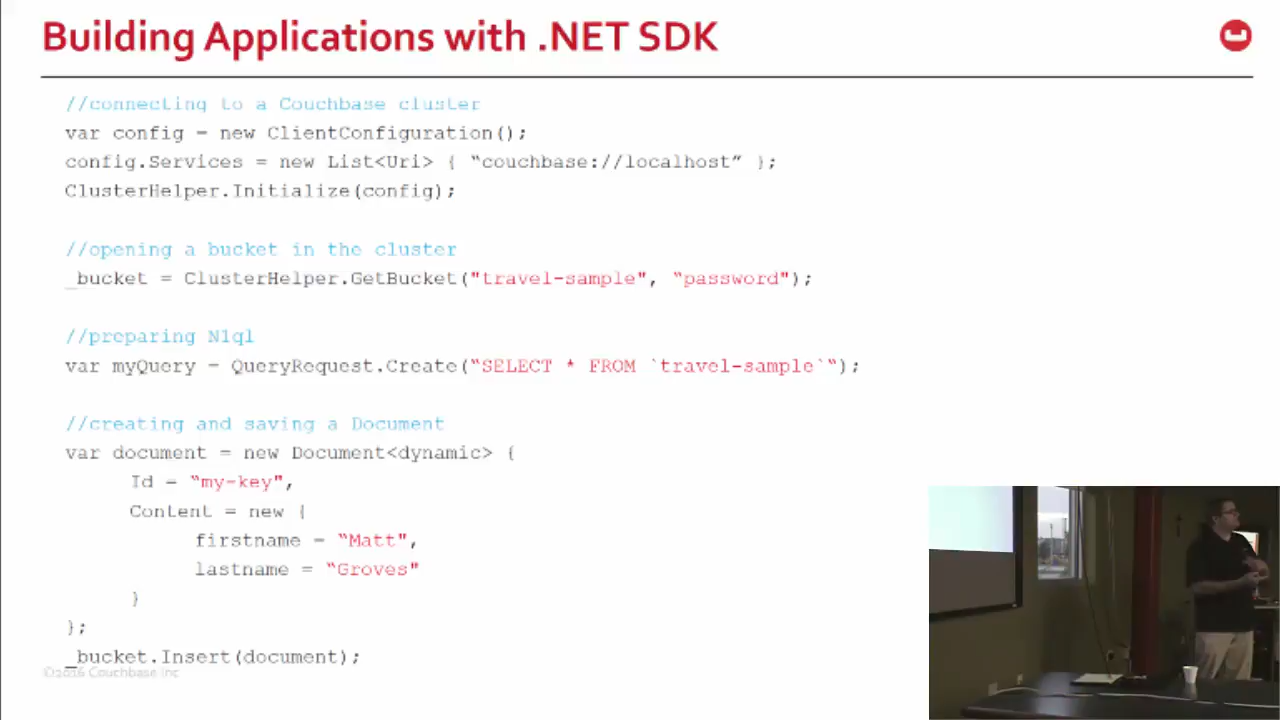 Building Applications with .NET SDK
//connecting to a Couchbase cluster
var config = new ClientConfiguration();
config.Services = new List<Uri> { “couchbase://localhost” };
ClusterHelper.Initialize(config);
//opening a bucket in the cluster
_bucket = ClusterHelper.GetBucket("travel-sample", “password");
//preparing N1ql
var myQuery = QueryRequest.Create(“SELECT * FROM `travel-sample`“);
//creating and saving a Document
var document = new Document<dynamic> {
Id = “my-key",
Content = new {
firstname = “Matt",
lastname = “Groves"
}
};
_bucket.Insert(document);
©2016 Couchbase Inc